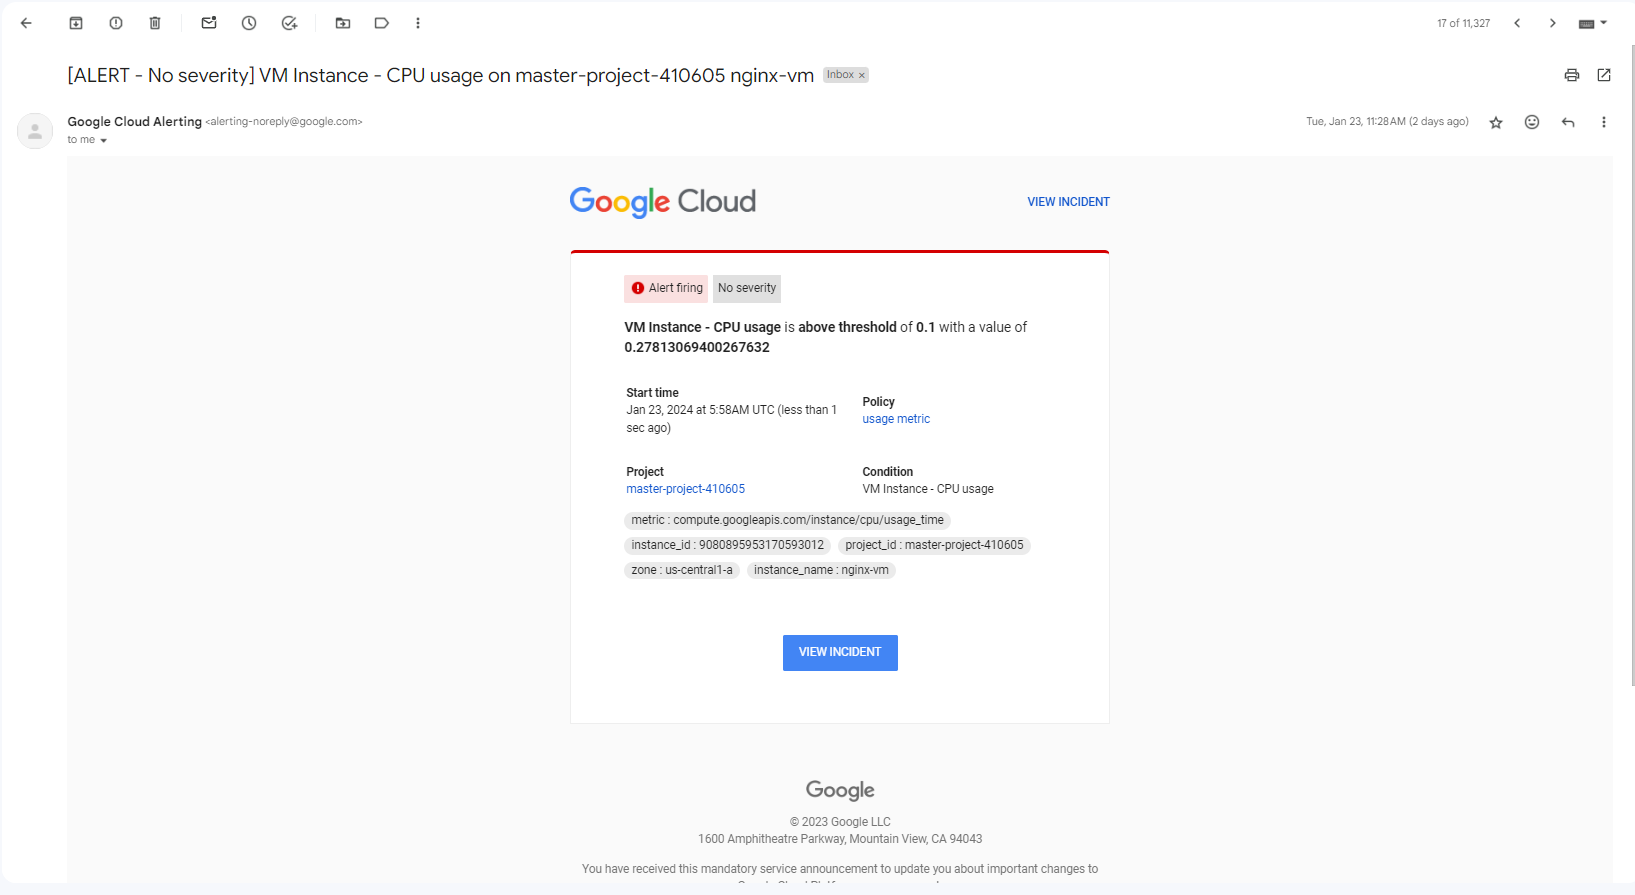 17 of 11,327
[ALERT - No severity] VM Instance - CPU usage on master-project-410605 nginx-vm
Inbox ×
Google Cloud Alerting <alerting-noreply@google.com>
Tue, Jan 23, 11:28 AM (2 days ago)
to me
Google Cloud
VIEW INCIDENT
Alert firing
No severity
VM Instance - CPU usage is above threshold of 0.1 with a value of
0.27813069400267632
Start time
Jan 23, 2024 at 5:58AM UTC (less than 1
sec ago)
Policy
usage metric
Project
master-project-410605
Condition
VM Instance - CPU usage
metric : compute.googleapis.com/instance/cpu/usage_time
instance_id : 9080895953170593012
project_id : master-project-410605
zone : us-central1-a
instance_name : nginx-vm
VIEW INCIDENT
Google
© 2023 Google LLC
1600 Amphitheatre Parkway, Mountain View, CA 94043
You have received this mandatory service announcement to update you about important changes to